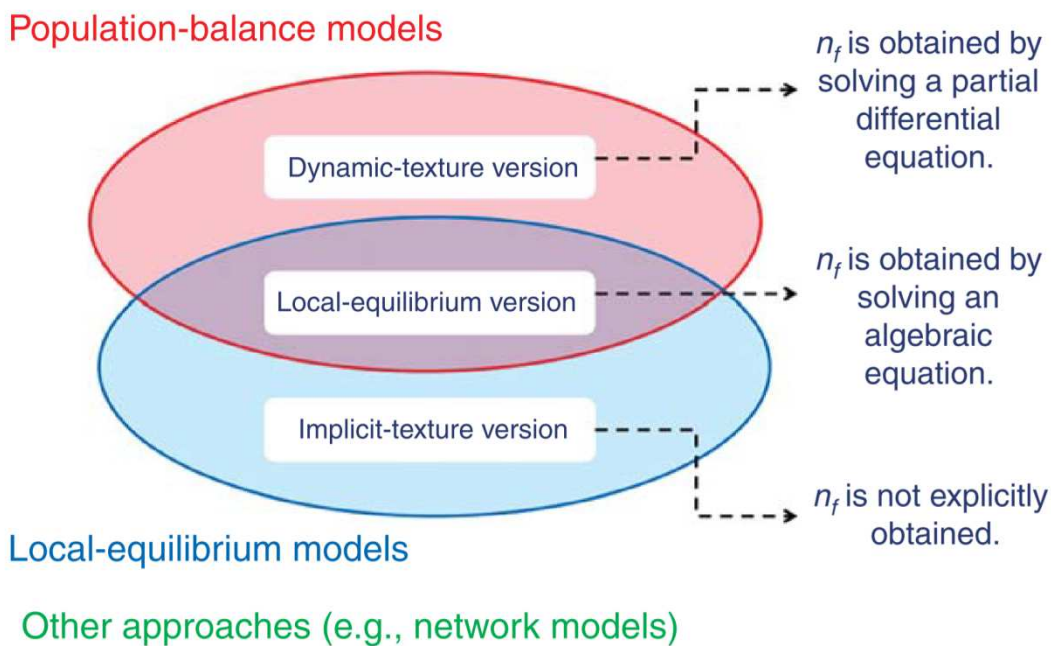 Population-balance models
n_f is obtained by
solving a partial
differential
equation.
Dynamic-texture version
n_f is obtained by
solving an
algebraic
equation.
Local-equilibrium version
Implicit-texture version
n_f is not explicitly
obtained.
Local-equilibrium models
Other approaches (e.g., network models)